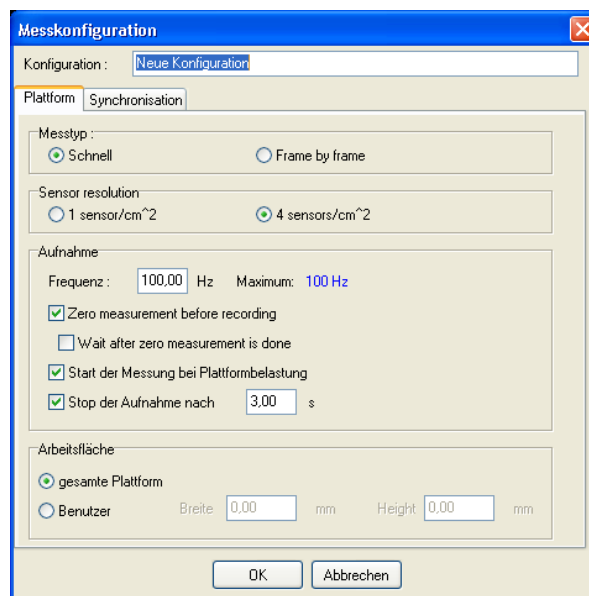 Messkonfiguration
Konfiguration : Neue Konfiguration
Plattform Synchronisation
Messtyp :
Schnell Frame by frame
Sensor resolution
1 sensor/cm^2 4 sensors/cm^2
Aufnahme
Frequenz : 100,00 Hz Maximum: 100 Hz
Zero measurement before recording
Wait after zero measurement is done
Start der Messung bei Plattformbelastung
Stop der Aufnahme nach 3,00 s
Arbeitsfläche
gesamte Plattform
Benutzer Breite 0,00 mm Height 0,00 mm
OK Abbrechen